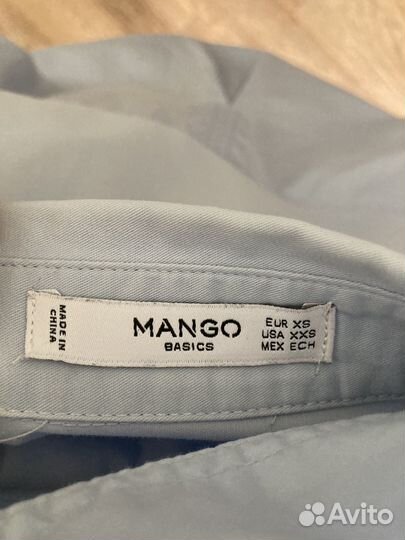 MADE IN
CHINA
MANGO
BASICS
EUR XS
USA XXS
MEX ECH
Avito